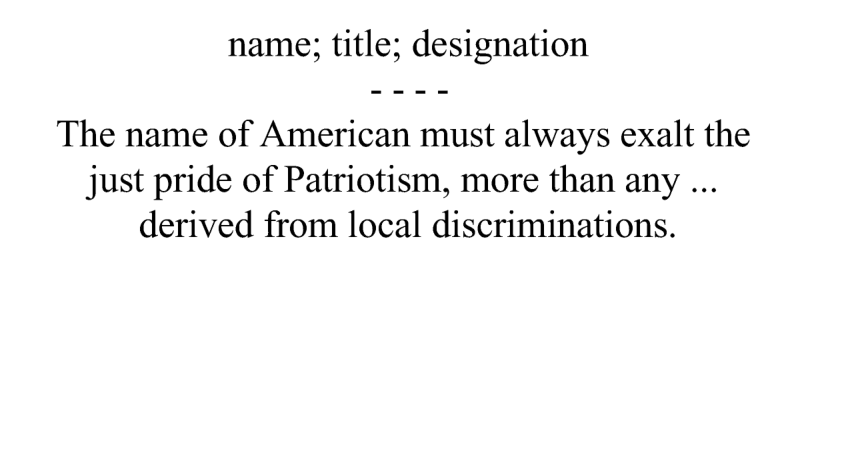 name; title; designation
- - - -
The name of American must always exalt the
just pride of Patriotism, more than any ...
derived from local discriminations.